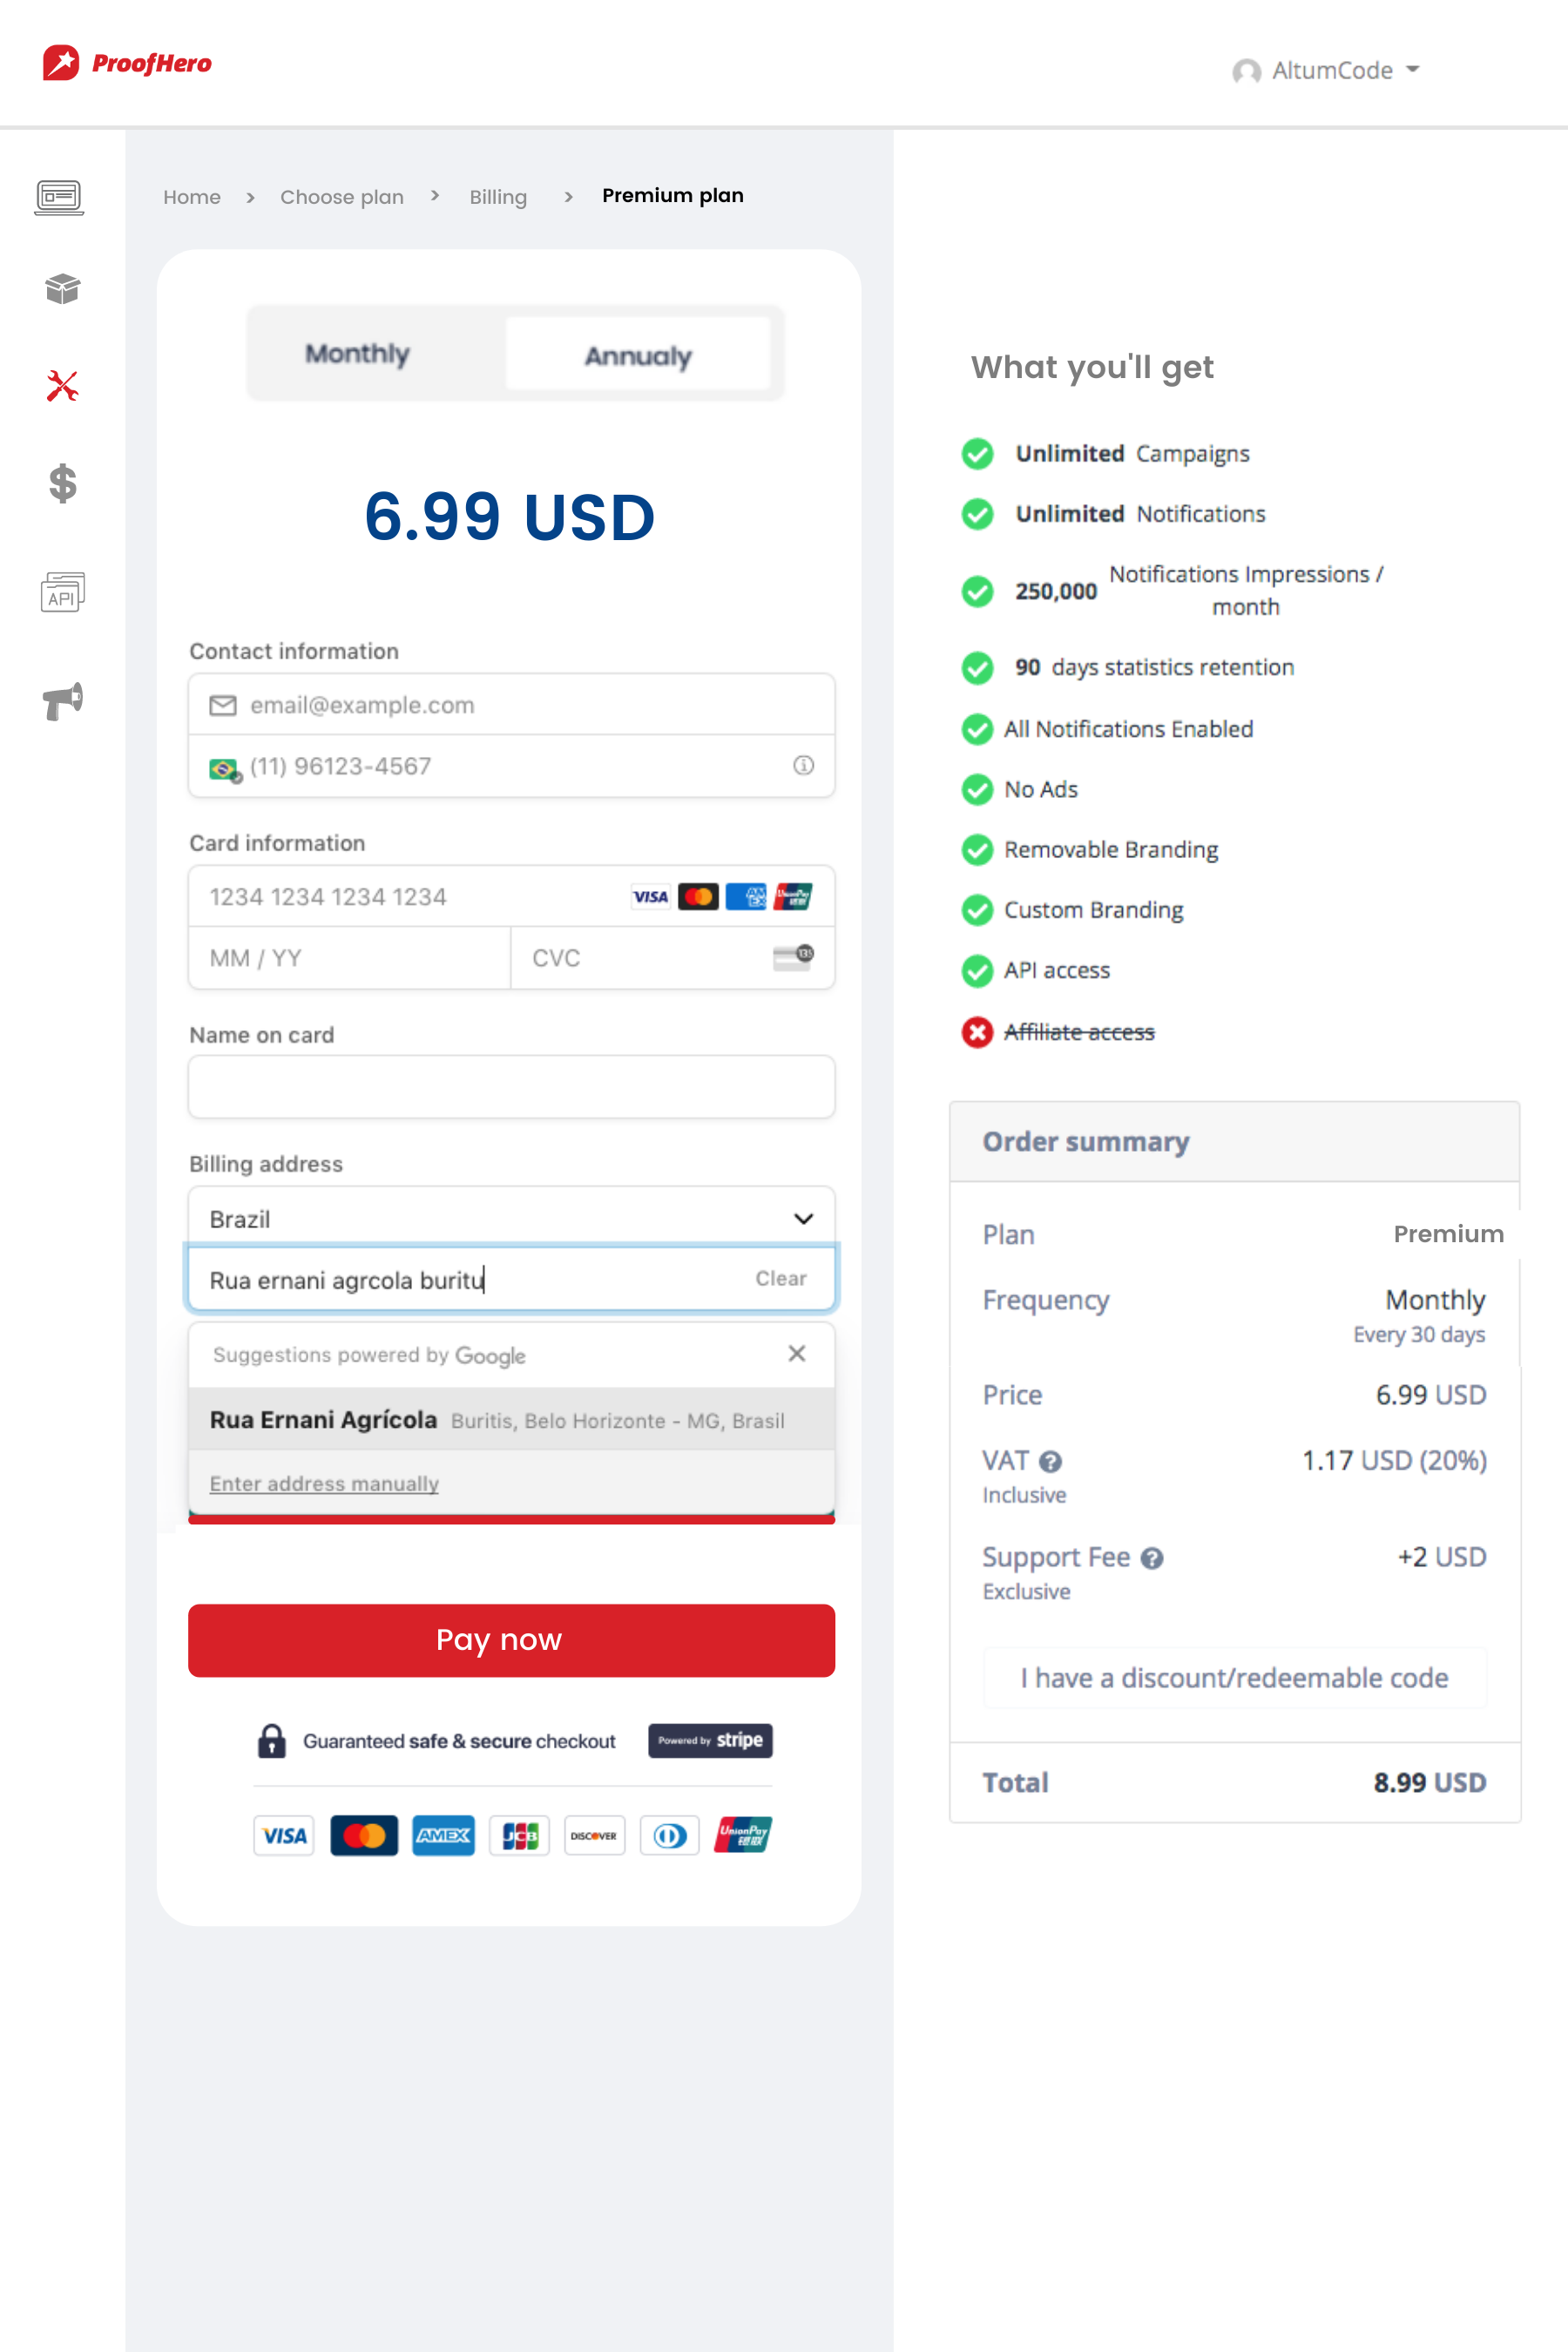 ProofHero
AltumCode
Home > Choose plan > Billing > Premium plan
Monthly
Annualy
6.99 USD
Contact information
email@example.com
(11) 96123-4567
Card information
1234 1234 1234 1234
VISA
AMEX
UnionPay
MM / YY
CVC
135
Name on card
Billing address
Brazil
Rua ernani agrcola buritu
Clear
Suggestions powered by Google
Rua Ernani Agrícola Buritis, Belo Horizonte - MG, Brasil
Enter address manually
Pay now
Guaranteed safe & secure checkout
Powered by stripe
VISA
AMEX
JCB
DISCOVER
UnionPay
银联
API
What you'll get
Unlimited Campaigns
Unlimited Notifications
250,000 Notifications Impressions /
month
90 days statistics retention
All Notifications Enabled
No Ads
Removable Branding
Custom Branding
API access
Affiliate access
Order summary
Plan Premium
Frequency Monthly
Every 30 days
Price 6.99 USD
VAT 1.17 USD (20%)
Inclusive
Support Fee +2 USD
Exclusive
I have a discount/redeemable code
Total 8.99 USD